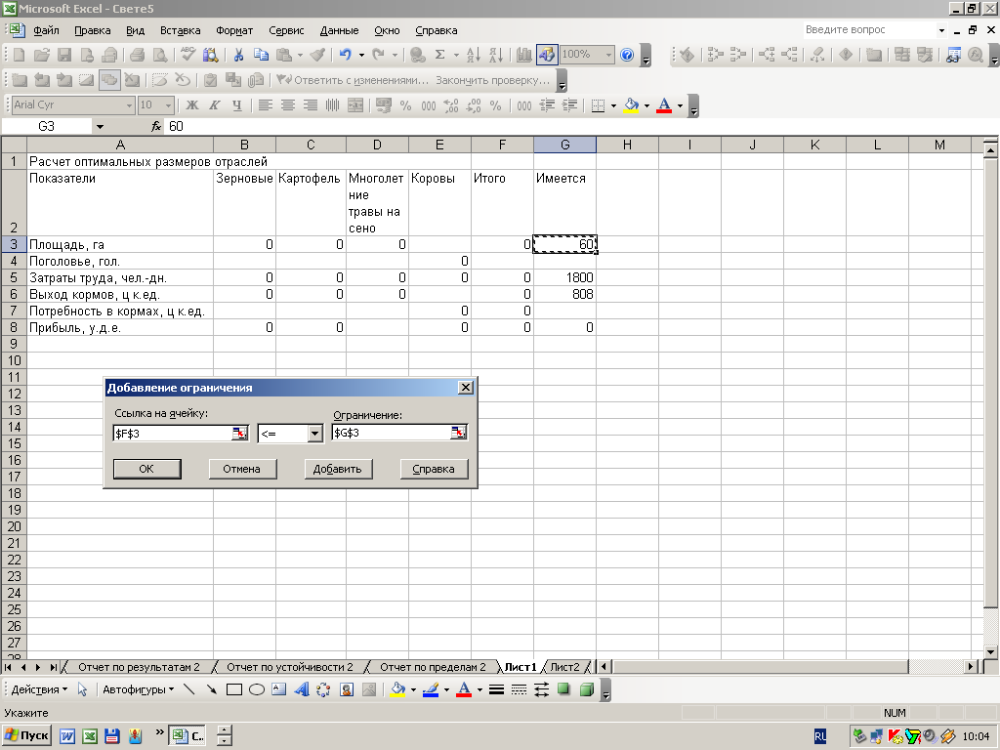 Microsoft Excel - Свете5
Файл Правка Вид Вставка Формат Сервис Данные Окно Справка Введите вопрос
100%
Ответить с изменениями... Закончить проверку...
Arial Cyr 10 Ж К Ч % 000 000 %
G3 fx 60
A B C D E F G H I J K L M
1 Расчет оптимальных размеров отраслей
2 Показатели Зерновые Картофель Многолет Коровы Итого Имеется
ние
травы на
сено
3 Площадь, га 0 0 0 0 60
4 Поголовье, гол. 0
5 Затраты труда, чел.-дн. 0 0 0 0 0 1800
6 Выход кормов, ц к.ед. 0 0 0 0 808
7 Потребность в кормах, ц к.ед. 0 0
8 Прибыль, у.д.е. 0 0 0 0 0
9
10
11
12
13
14
15
16
17
18
19
20
21
22
23
24
25
26
27
28
Добавление ограничения
Ссылка на ячейку: Ограничение:
$F$3 <= $G$3
ОК Отмена Добавить Справка
Отчет по результатам 2 Отчет по устойчивости 2 Отчет по пределам 2 Лист1 Лист2
Действия Автофигуры
Укажите NUM
Пуск С.. RU 10:04